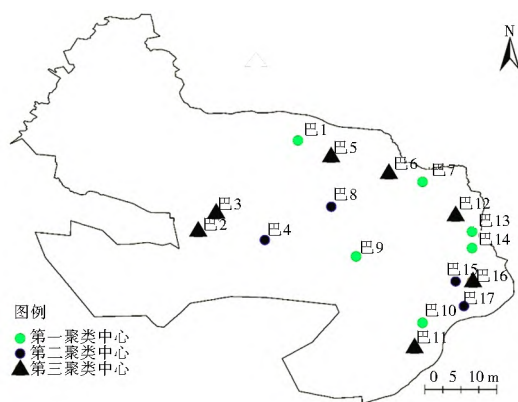 N
巴1
巴5
巴6
巴7
巴8
巴3
巴2
巴4
巴12
巴13
巴14
巴9
巴15
巴16
巴17
巴10
巴11
图例
第一聚类中心
第二聚类中心
第三聚类中心
0 5 10 m